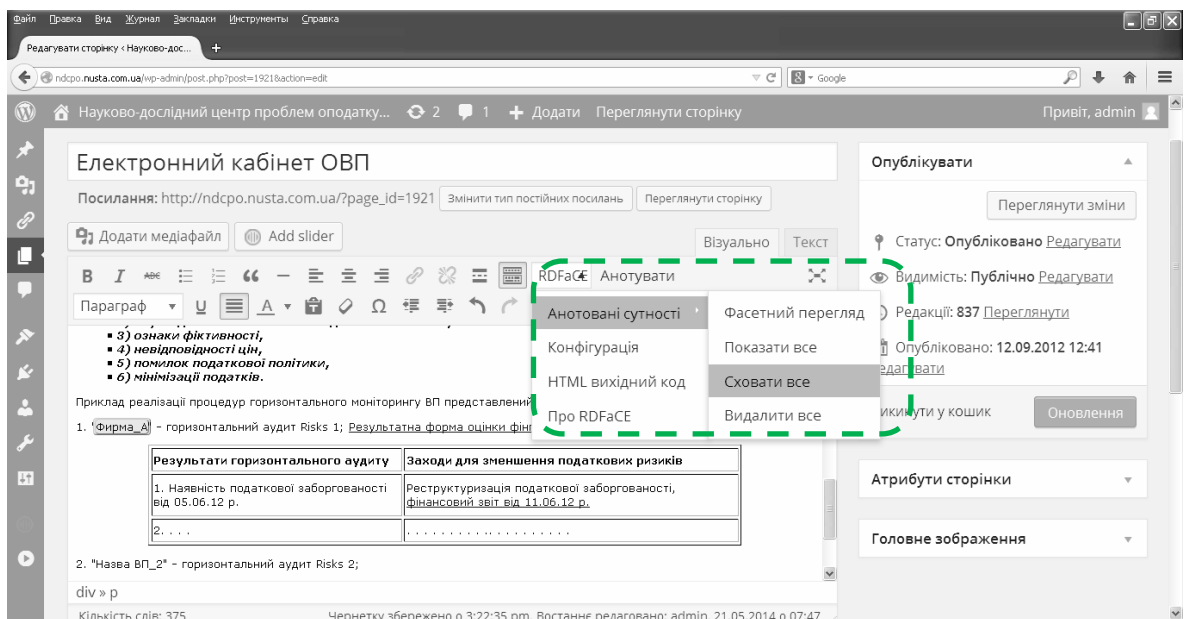 Файл Правка Вид Журнал Закладки Инструменты Справка
Редагувати сторінку ‹ Науково-дос... +
ndcpo.nusta.com.ua/wp-admin/post.php?post=1921&action=edit Google
Науково-дослідний центр проблем оподатку... 2 1 Додати Переглянути сторінку Привіт, admin
Електронний кабінет ОВП
Посилання: http://ndcpo.nusta.com.ua/?page_id=1921 Змінити тип постійних посилань Переглянути сторінку
Додати медіафайл Add slider Візуально Текст
B I ABC RDFaCE Анотувати
Параграф U A Ω
Анотовані сутності
Конфігурація
HTML вихідний код
Про RDFaCE
Фасетний перегляд
Показати все
Сховати все
Видалити все
3) ознаки фіктивності,
4) невідповідності цін,
5) помилок податкової політики,
6) мінімізації податків.
Приклад реалізації процедур горизонтального моніторингу ВП представлений
1. "Фирма_А" – горизонтальний аудит Risks 1; Результатна форма оцінки
Результати горизонтального аудиту Заходи для зменшення податкових ризиків
1. Наявність податкової заборгованості Реструктуризація податкової заборгованості,
від 05.06.12 р. фінансовий звіт від 11.06.12 р.
2. . . . . . . . . . . . . . . . . . . . . . . .
2. "Назва ВП_2" – горизонтальний аудит Risks 2;
div » p
Кількість слів: 375 Чернетку збережено о 3:22:35 pm. Востаннє редаговано: admin, 21.05.2014 о 07:47
Опублікувати
Переглянути зміни
Статус: Опубліковано Редагувати
Видимість: Публічно Редагувати
Редакції: 837 Переглянути
Опубліковано: 12.09.2012 12:41
у кошик Оновлення
Атрибути сторінки
Головне зображення